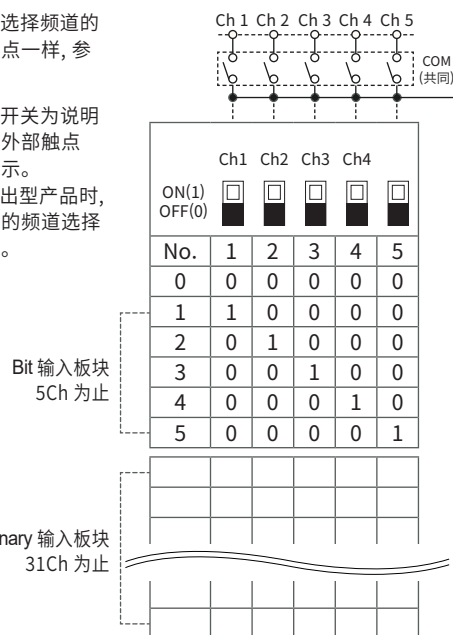 选择频道的
点一样, 参
开关为说明
外部触点
示。
出型产品时,
的频道选择
。
Ch 1 Ch 2 Ch 3 Ch 4 Ch 5
COM
(共同)
Ch1 Ch2 Ch3 Ch4
ON(1)
OFF(0)
No. 1 2 3 4 5
0 0 0 0 0 0
1 1 0 0 0 0
2 0 1 0 0 0
3 0 0 1 0 0
4 0 0 0 1 0
5 0 0 0 0 1
Bit 输入板块
5Ch 为止
nary 输入板块
31Ch 为止